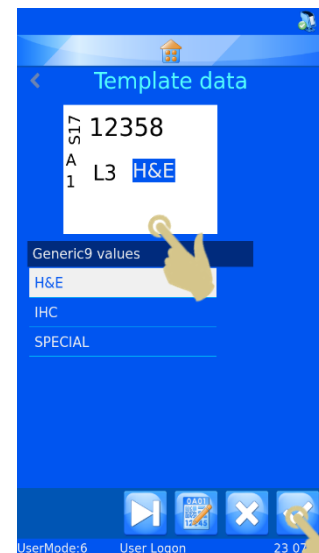 Template data
S17 12358
A
1 L3 H&E
Generic9 values
H&E
IHC
SPECIAL
UserMode:6 User Logon 23 07